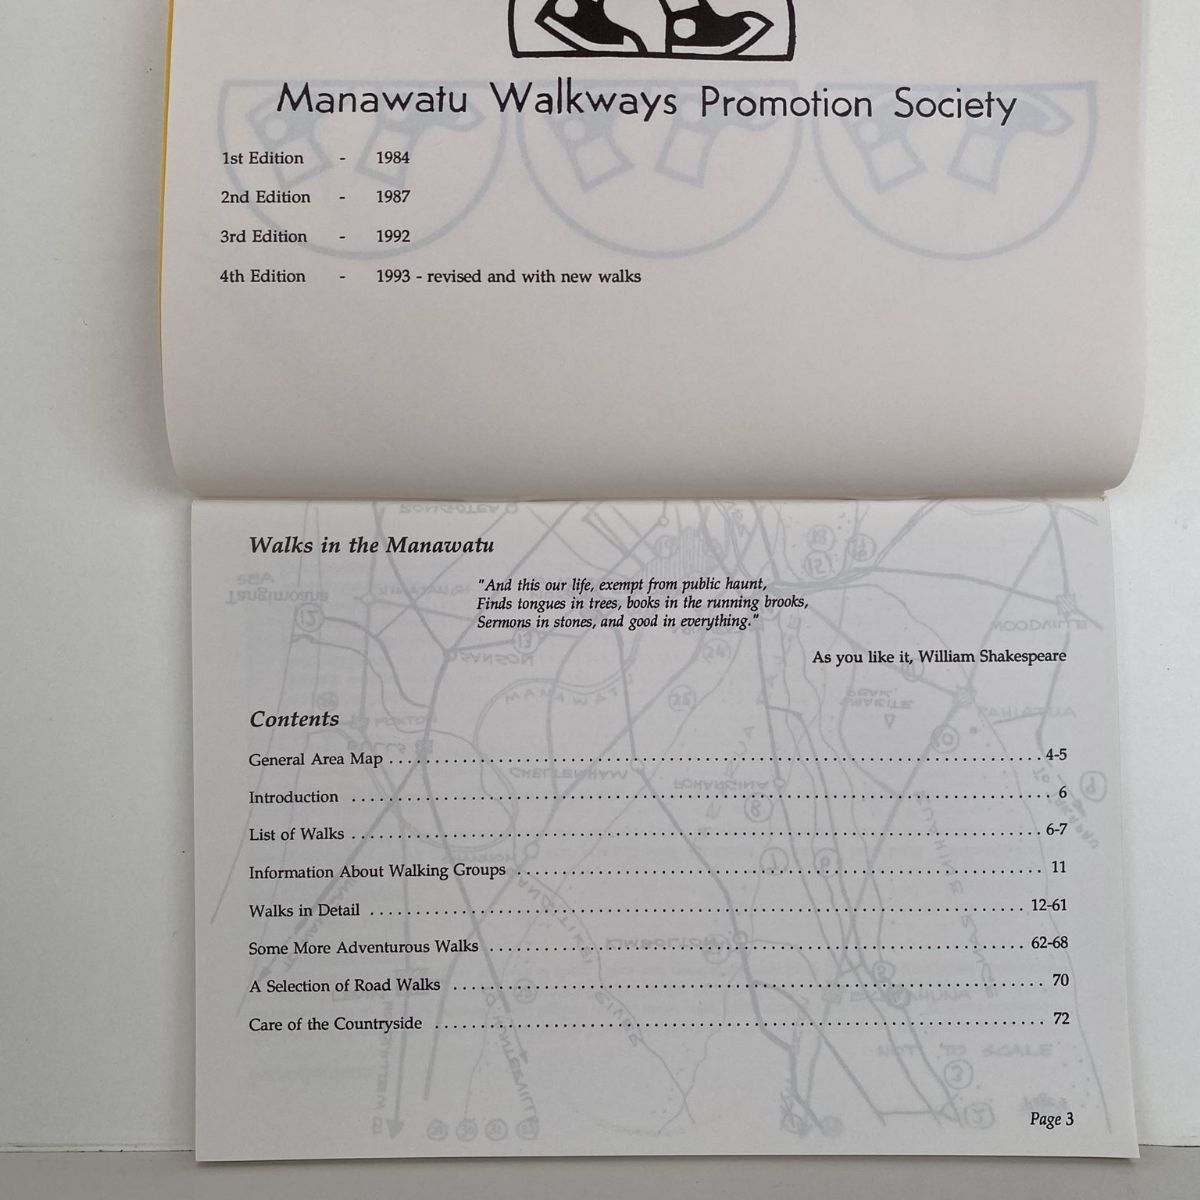 Manawatu Walkways Promotion Society
1st Edition - 1984
2nd Edition - 1987
3rd Edition - 1992
4th Edition - 1993 - revised and with new walks
Walks in the Manawatu
"And this our life, exempt from public haunt,
Finds tongues in trees, books in the running brooks,
Sermons in stones, and good in everything."
As you like it, William Shakespeare
Contents
General Area Map 4-5
Introduction 6
List of Walks 6-7
Information About Walking Groups 11
Walks in Detail 12-61
Some More Adventurous Walks 62-68
A Selection of Road Walks 70
Care of the Countryside 72
Page 3